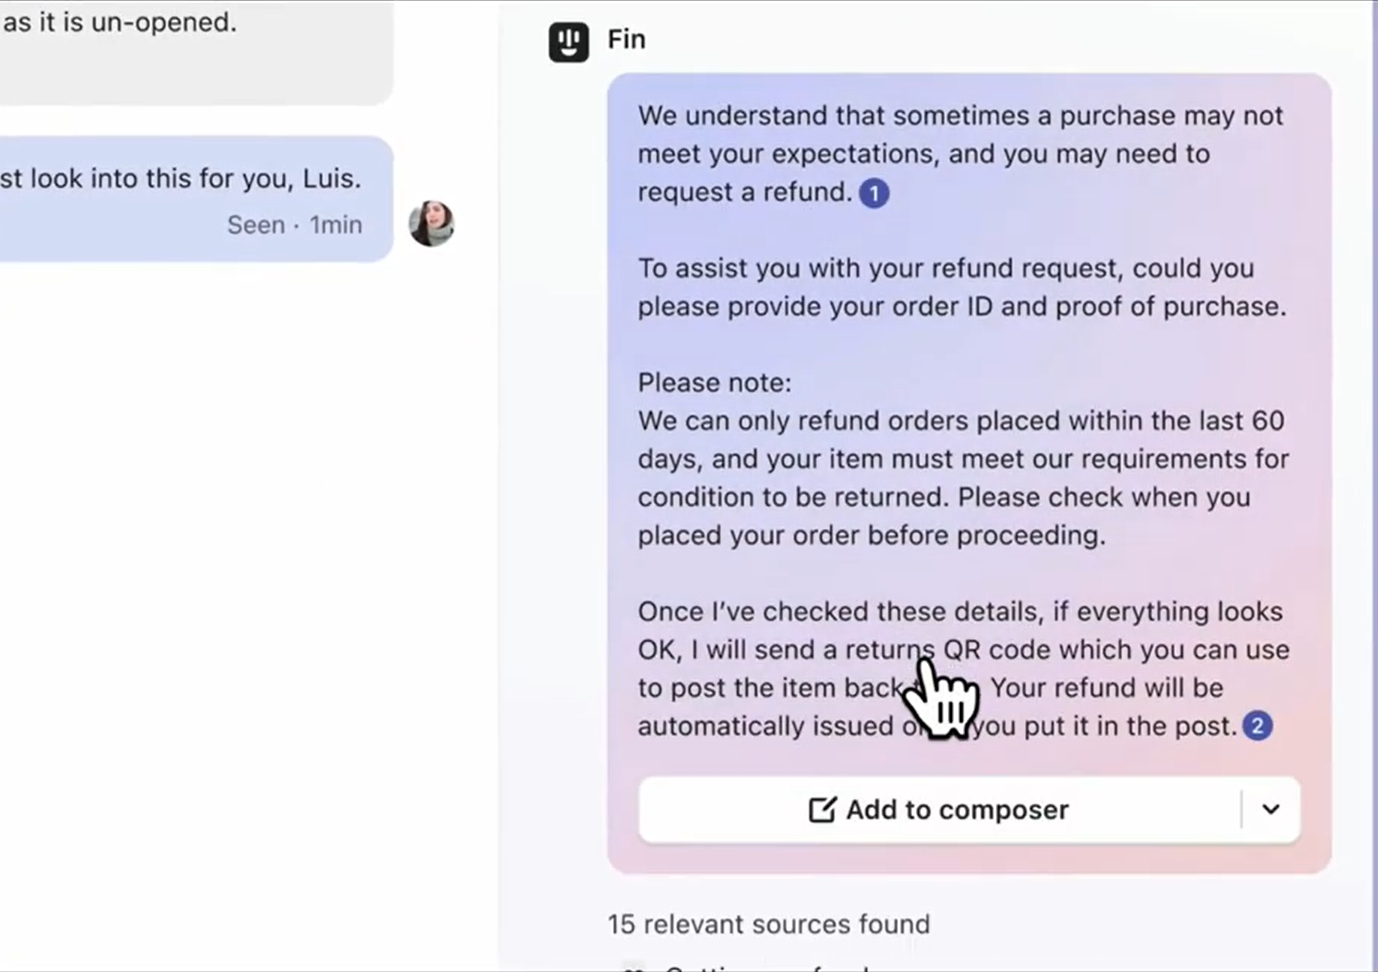 as it is un-opened.
st look into this for you, Luis.
Seen · 1min
Fin
We understand that sometimes a purchase may not
meet your expectations, and you may need to
request a refund. 1
To assist you with your refund request, could you
please provide your order ID and proof of purchase.
Please note:
We can only refund orders placed within the last 60
days, and your item must meet our requirements for
condition to be returned. Please check when you
placed your order before proceeding.
Once I've checked these details, if everything looks
OK, I will send a returns QR code which you can use
to post the item back Your refund will be
automatically issued you put it in the post. 2
Add to composer
15 relevant sources found